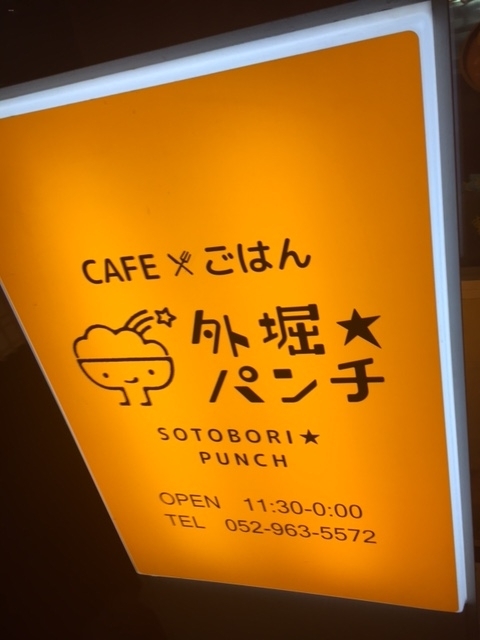 CAFE ごはん
外堀★
パンチ
SOTOBORI★
PUNCH
OPEN 11:30-0:00
TEL 052-963-5572